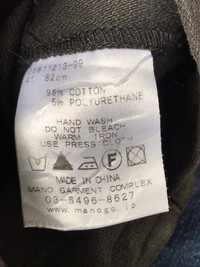 82cm
95% COTTON
5% POLYURETHANE
HAND WASH
DO NOT BLEACH
WARM IRON
USE PRESS CLOTH
MADE IN CHINA
MANO GARMENT COMPLEX
03-5496-8627
www.manogc.jp